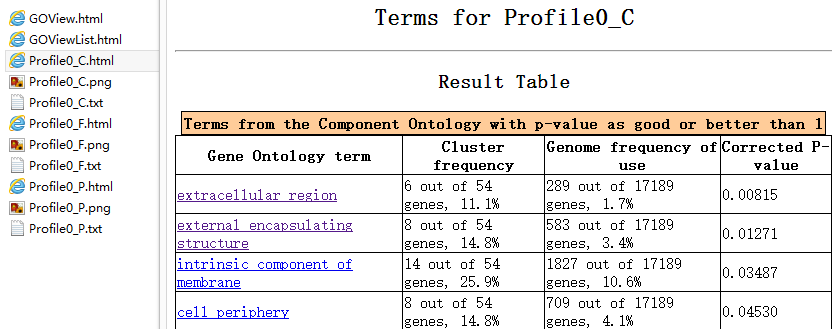 GOView.html
GOViewList.html
Profile0_C.html
Profile0_C.png
Profile0_C.txt
Profile0_F.html
Profile0_F.png
Profile0_F.txt
Profile0_P.html
Profile0_P.png
Profile0_P.txt
Terms for Profile0_C
Result Table
Terms from the Component Ontology with p-value as good or better than 1
Gene Ontology term
Cluster
frequency
Genome frequency of
use
Corrected P-
value
extracellular region
6 out of 54
genes, 11.1%
289 out of 17189
genes, 1.7%
0.00815
external encapsulating
structure
8 out of 54
genes, 14.8%
583 out of 17189
genes, 3.4%
0.01271
intrinsic component of
membrane
14 out of 54
genes, 25.9%
1827 out of 17189
genes, 10.6%
0.03487
cell periphery
8 out of 54
genes, 14.8%
709 out of 17189
genes, 4.1%
0.04530